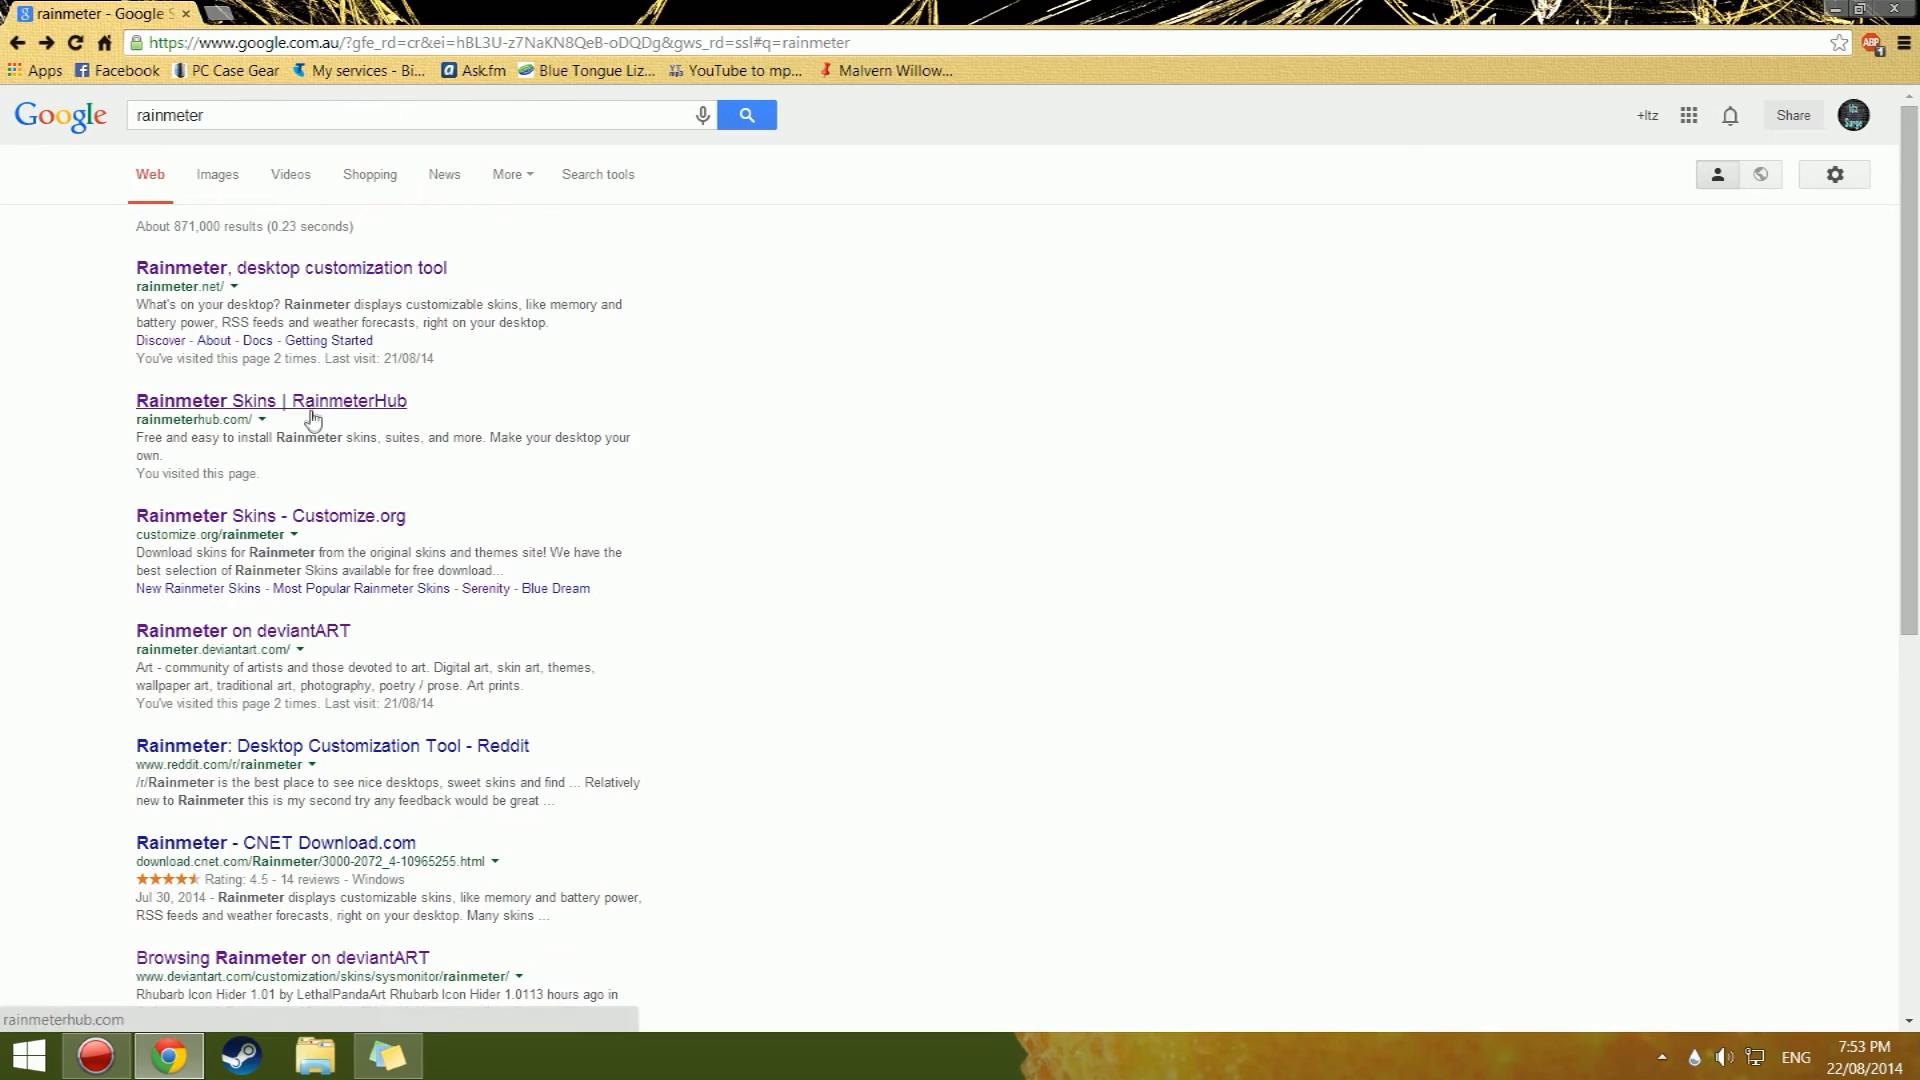 rainmeter - Google S
https://www.google.com.au/?gfe_rd=cr&ei=hBL3U-z7NaKN8QeB-oDQDg&gws_rd=ssl#q=rainmeter
ABP
1
Apps Facebook PC Case Gear My services - Bi... Ask.fm Blue Tongue Liz... YouTube to mp... Malvern Willow...
Google rainmeter +Itz Share
Itz
Sarge
Web Images Videos Shopping News More Search tools
About 871,000 results (0.23 seconds)
Rainmeter, desktop customization tool
rainmeter.net/
What's on your desktop? Rainmeter displays customizable skins, like memory and
battery power, RSS feeds and weather forecasts, right on your desktop.
Discover - About - Docs - Getting Started
You've visited this page 2 times. Last visit: 21/08/14
Rainmeter Skins | RainmeterHub
rainmeterhub.com/
Free and easy to install Rainmeter skins, suites, and more. Make your desktop your
own.
You visited this page.
Rainmeter Skins - Customize.org
customize.org/rainmeter
Download skins for Rainmeter from the original skins and themes site! We have the
best selection of Rainmeter Skins available for free download...
New Rainmeter Skins - Most Popular Rainmeter Skins - Serenity - Blue Dream
Rainmeter on deviantART
rainmeter.deviantart.com/
Art - community of artists and those devoted to art. Digital art, skin art, themes,
wallpaper art, traditional art, photography, poetry / prose. Art prints.
You've visited this page 2 times. Last visit: 21/08/14
Rainmeter: Desktop Customization Tool - Reddit
www.reddit.com/r/rainmeter
/r/Rainmeter is the best place to see nice desktops, sweet skins and find ... Relatively
new to Rainmeter this is my second try any feedback would be great ...
Rainmeter - CNET Download.com
download.cnet.com/Rainmeter/3000-2072_4-10965255.html
Rating: 4.5 - 14 reviews - Windows
Jul 30, 2014 - Rainmeter displays customizable skins, like memory and battery power,
RSS feeds and weather forecasts, right on your desktop. Many skins ...
Browsing Rainmeter on deviantART
www.deviantart.com/customization/skins/sysmonitor/rainmeter/
Rhubarb Icon Hider 1.01 by LethalPandaArt Rhubarb Icon Hider 1.0113 hours ago in
rainmeterhub.com
ENG
7:53 PM
22/08/2014